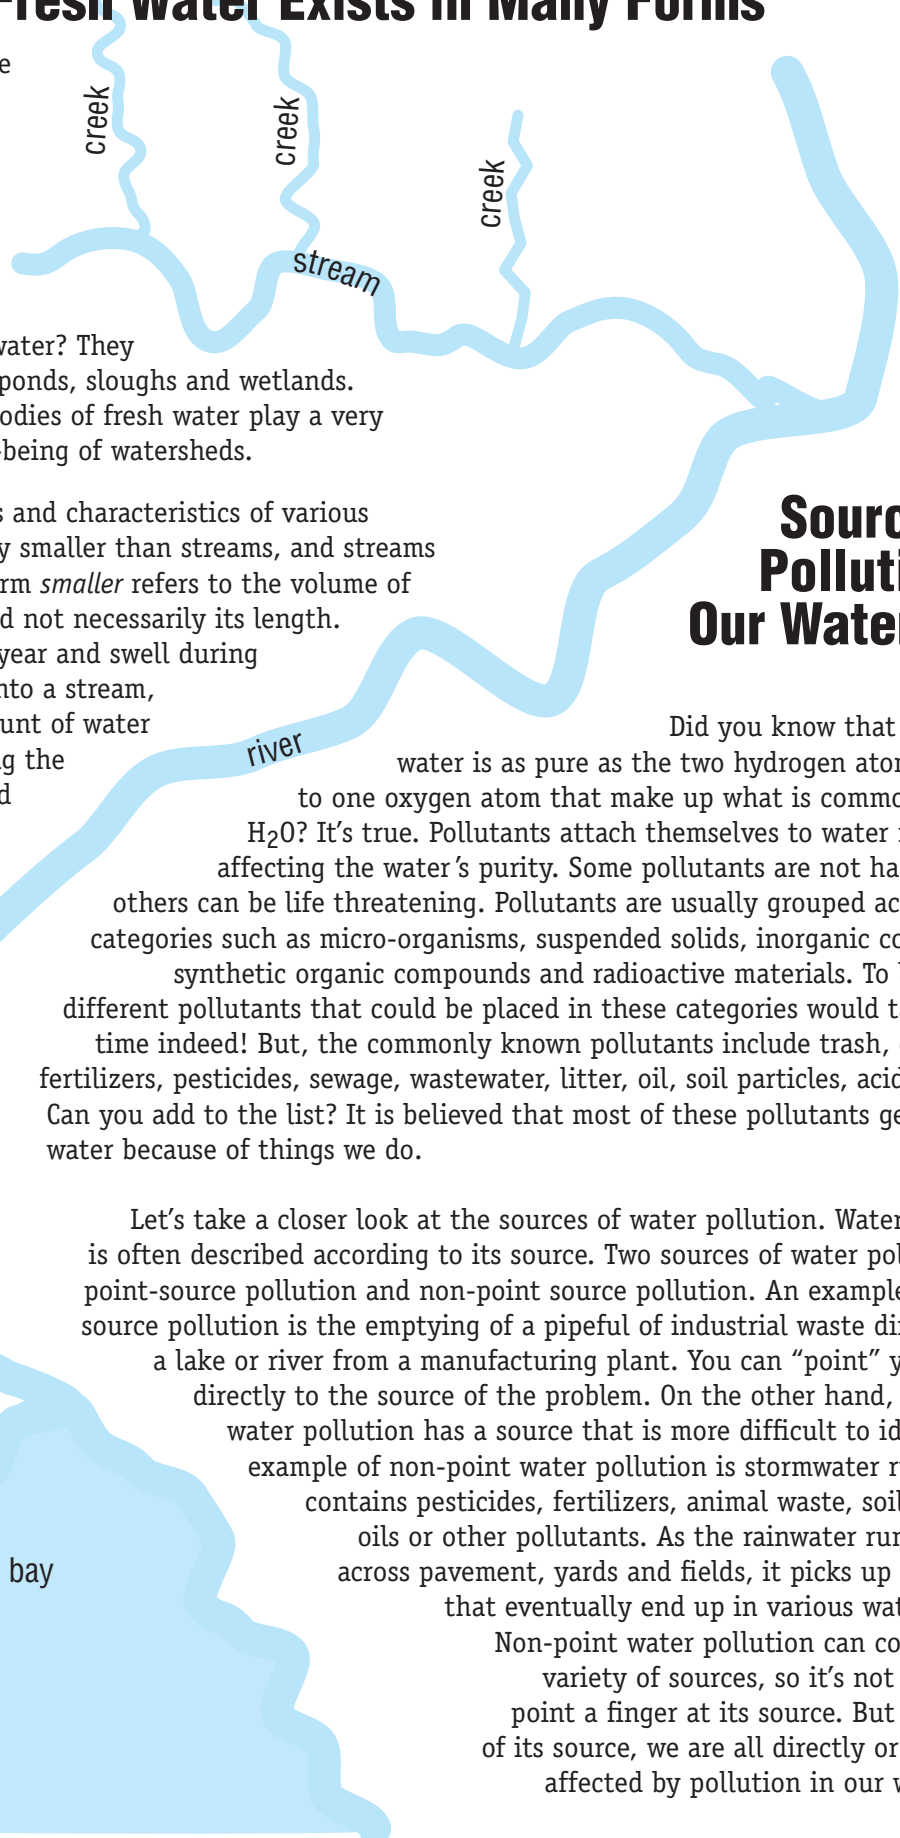 Fresh Water Exists in Many Forms
e
creek
creek
creek
stream
water? They
ponds, sloughs and wetlands.
odies of fresh water play a very
-being of watersheds.
s and characteristics of various
y smaller than streams, and streams
rm smaller refers to the volume of
d not necessarily its length.
year and swell during
nto a stream,
unt of water
g the
d
river
Sourc
Polluti
Our Water
Did you know that
water is as pure as the two hydrogen ator
to one oxygen atom that make up what is commo
H₂O? It's true. Pollutants attach themselves to water
affecting the water's purity. Some pollutants are not ha
others can be life threatening. Pollutants are usually grouped ac
categories such as micro-organisms, suspended solids, inorganic co
synthetic organic compounds and radioactive materials. To
different pollutants that could be placed in these categories would t
time indeed! But, the commonly known pollutants include trash,
fertilizers, pesticides, sewage, wastewater, litter, oil, soil particles, acid
Can you add to the list? It is believed that most of these pollutants ge
water because of things we do.
Let's take a closer look at the sources of water pollution. Water
is often described according to its source. Two sources of water pol
point-source pollution and non-point source pollution. An example
source pollution is the emptying of a pipeful of industrial waste di
a lake or river from a manufacturing plant. You can “point” y
directly to the source of the problem. On the other hand,
water pollution has a source that is more difficult to id
example of non-point water pollution is stormwater r
contains pesticides, fertilizers, animal waste, soil
oils or other pollutants. As the rainwater run
across pavement, yards and fields, it picks up
that eventually end up in various wat
Non-point water pollution can co
variety of sources, so it's not
point a finger at its source. But
of its source, we are all directly or
affected by pollution in our w
bay